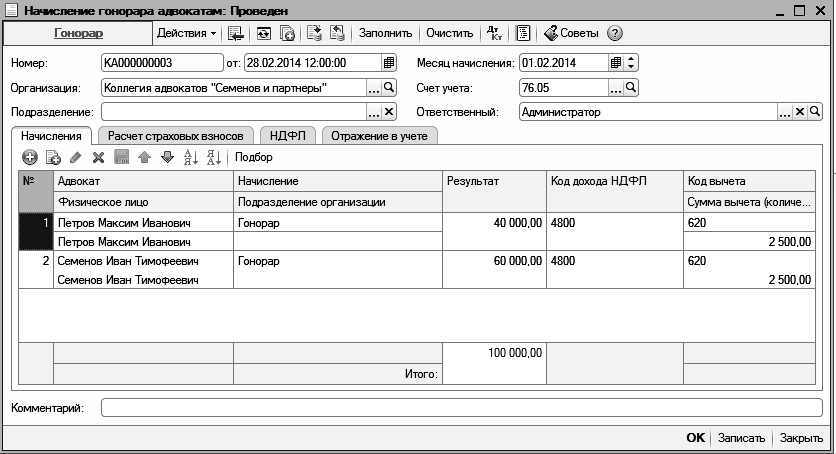 Начисление гонорара адвокатам: Проведен
Гонорар Действия Заполнить Очистить Дт Кт Советы ?
Номер: КА000000003 от: 28.02.2014 12:00:00 Месяц начисления: 01.02.2014
Организация: Коллегия адвокатов "Семенов и партнеры" ... Счет учета: 76.05 ...
Подразделение: ... Ответственный: Администратор ...
Начисления Расчет страховых взносов НДФЛ Отражение в учете
Подбор
№ Адвокат Начисление Результат Код дохода НДФЛ Код вычета
Физическое лицо Подразделение организации Сумма вычета (количе...
1 Петров Максим Иванович Гонорар 40 000,00 4800 620
Петров Максим Иванович 2 500,00
2 Семенов Иван Тимофеевич Гонорар 60 000,00 4800 620
Семенов Иван Тимофеевич 2 500,00
100 000,00
Итого:
Комментарий:
OK Записать Закрыть